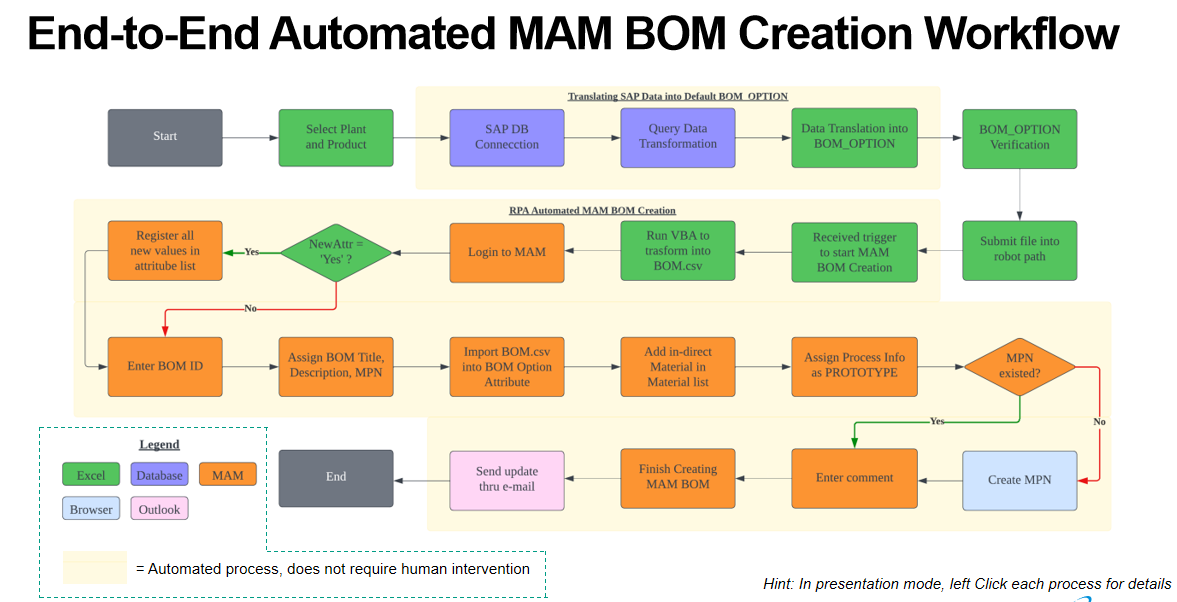 End-to-End Automated MAM BOM Creation Workflow
Translating SAP Data into Default BOM_OPTION
Start
Select Plant
and Product
SAP DB
Connecction
Query Data
Transformation
Data Translation into
BOM_OPTION
BOM_OPTION
Verification
RPA Automated MAM BOM Creation
Register all
new values in
attritube list
Yes
NewAttr =
'Yes' ?
Login to MAM
Run VBA to
trasform into
BOM.csv
Received trigger
to start MAM
BOM Creation
Submit file into
robot path
No
Enter BOM ID
Assign BOM Title,
Description, MPN
Import BOM.csv
into BOM Option
Attribute
Add in-direct
Material in
Material list
Assign Process Info
as PROTOTYPE
MPN
existed?
Yes
No
End
Send update
thru e-mail
Finish Creating
MAM BOM
Enter comment
Create MPN
Legend
Excel
Database
MAM
Browser
Outlook
= Automated process, does not require human intervention
Hint: In presentation mode, left Click each process for details